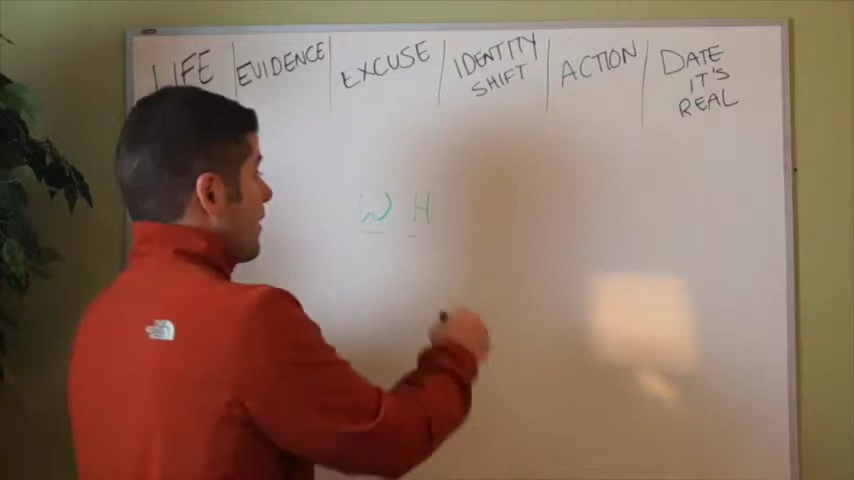 LIFE
EVIDENCE
EXCUSE
IDENTITY
SHIFT
ACTION
DATE
IT'S
REAL
W H